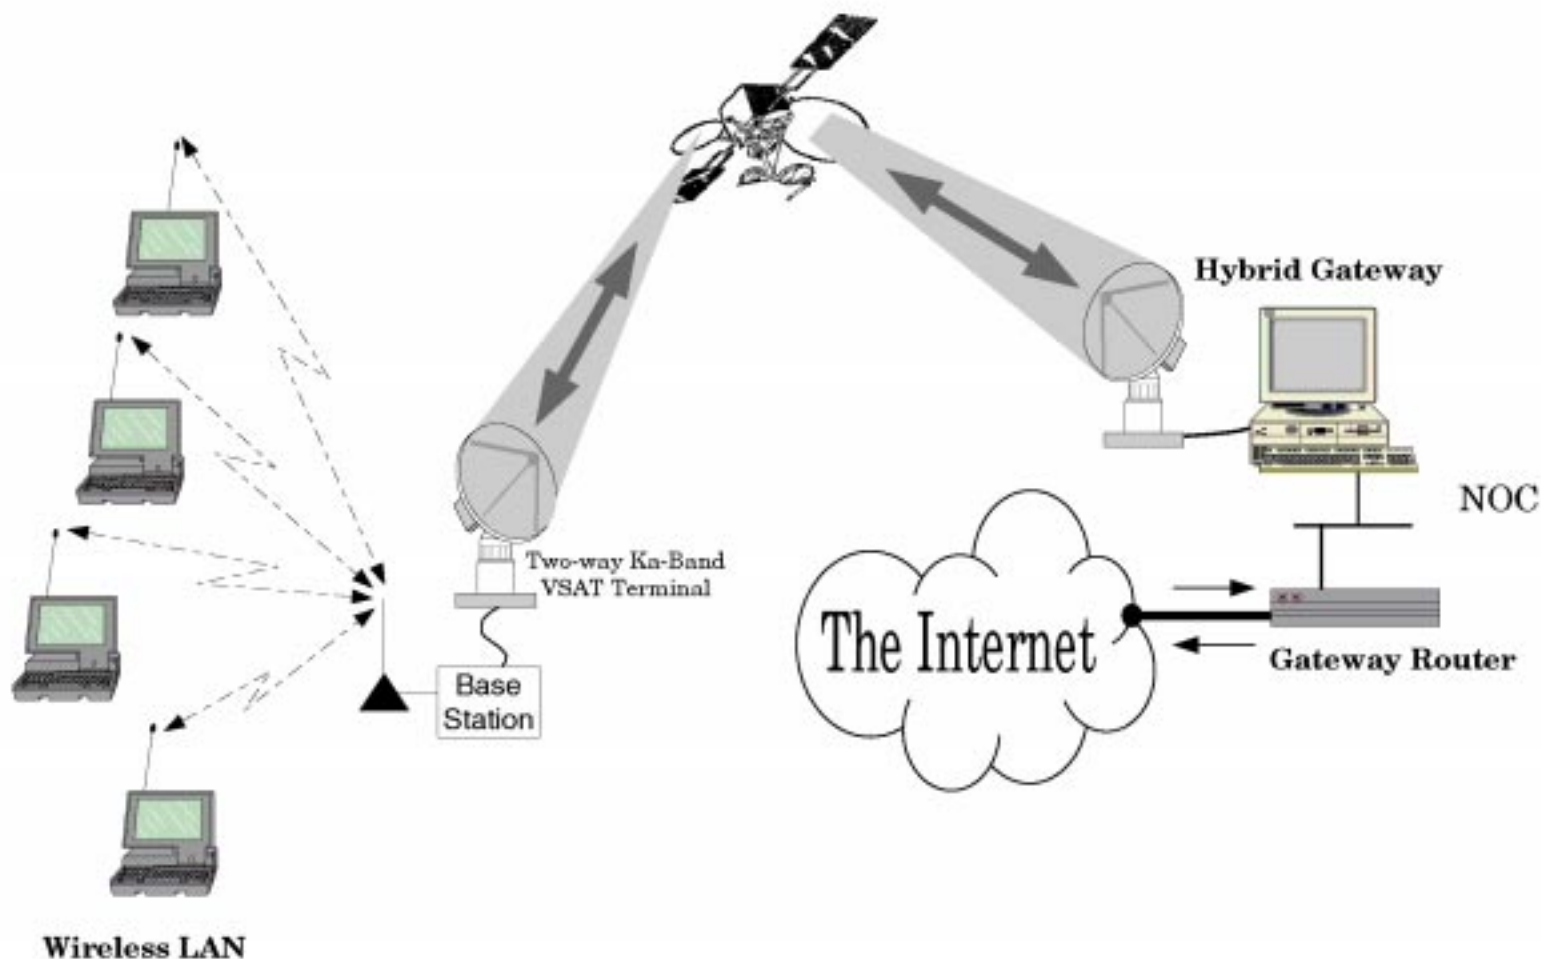 Hybrid Gateway
NOC
Two-way Ka-Band
VSAT Terminal
The Internet
Gateway Router
Base
Station
Wireless LAN